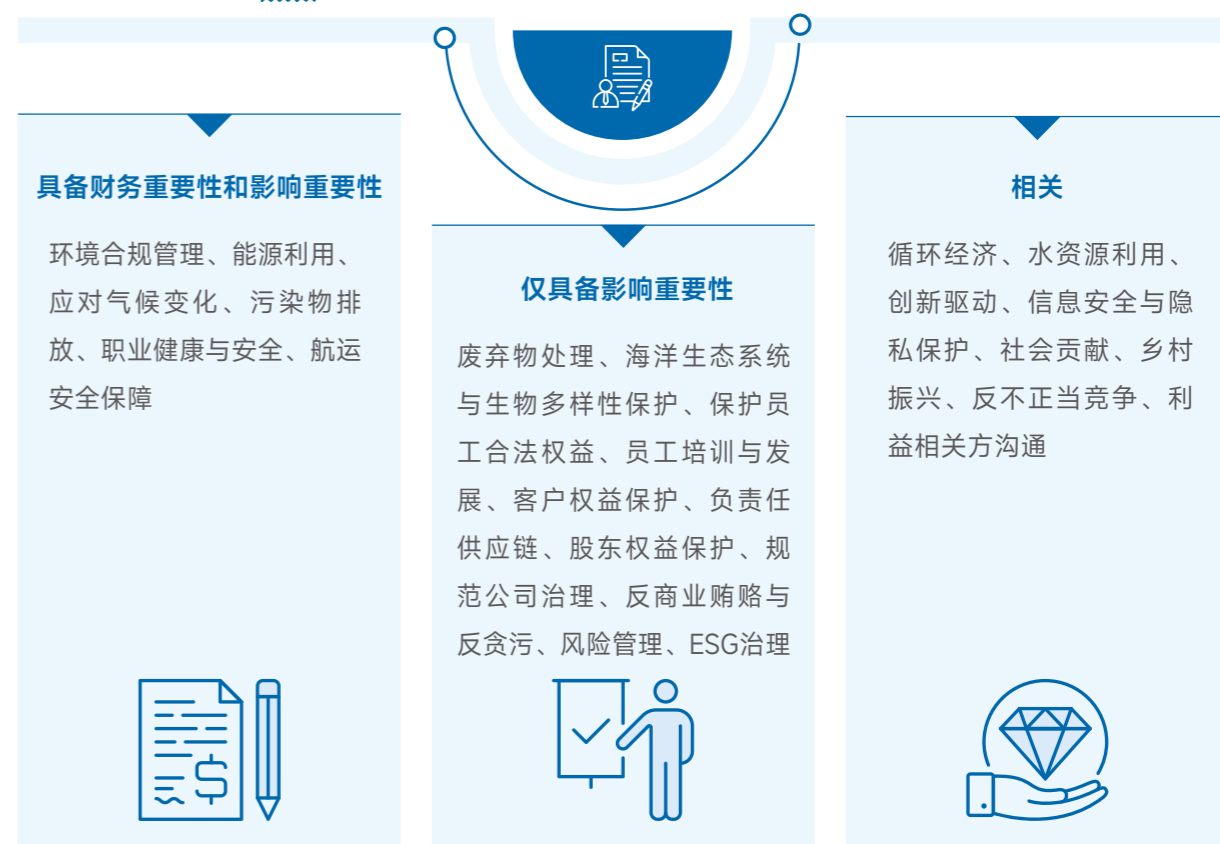 具备财务重要性和影响重要性
环境合规管理、能源利用、
应对气候变化、污染物排
放、职业健康与安全、航运
安全保障
仅具备影响重要性
废弃物处理、海洋生态系统
与生物多样性保护、保护员
工合法权益、员工培训与发
展、客户权益保护、负责任
供应链、股东权益保护、规
范公司治理、反商业贿赂与
反贪污、风险管理、ESG治理
相关
循环经济、水资源利用、
创新驱动、信息安全与隐
私保护、社会贡献、乡村
振兴、反不正当竞争、利
益相关方沟通